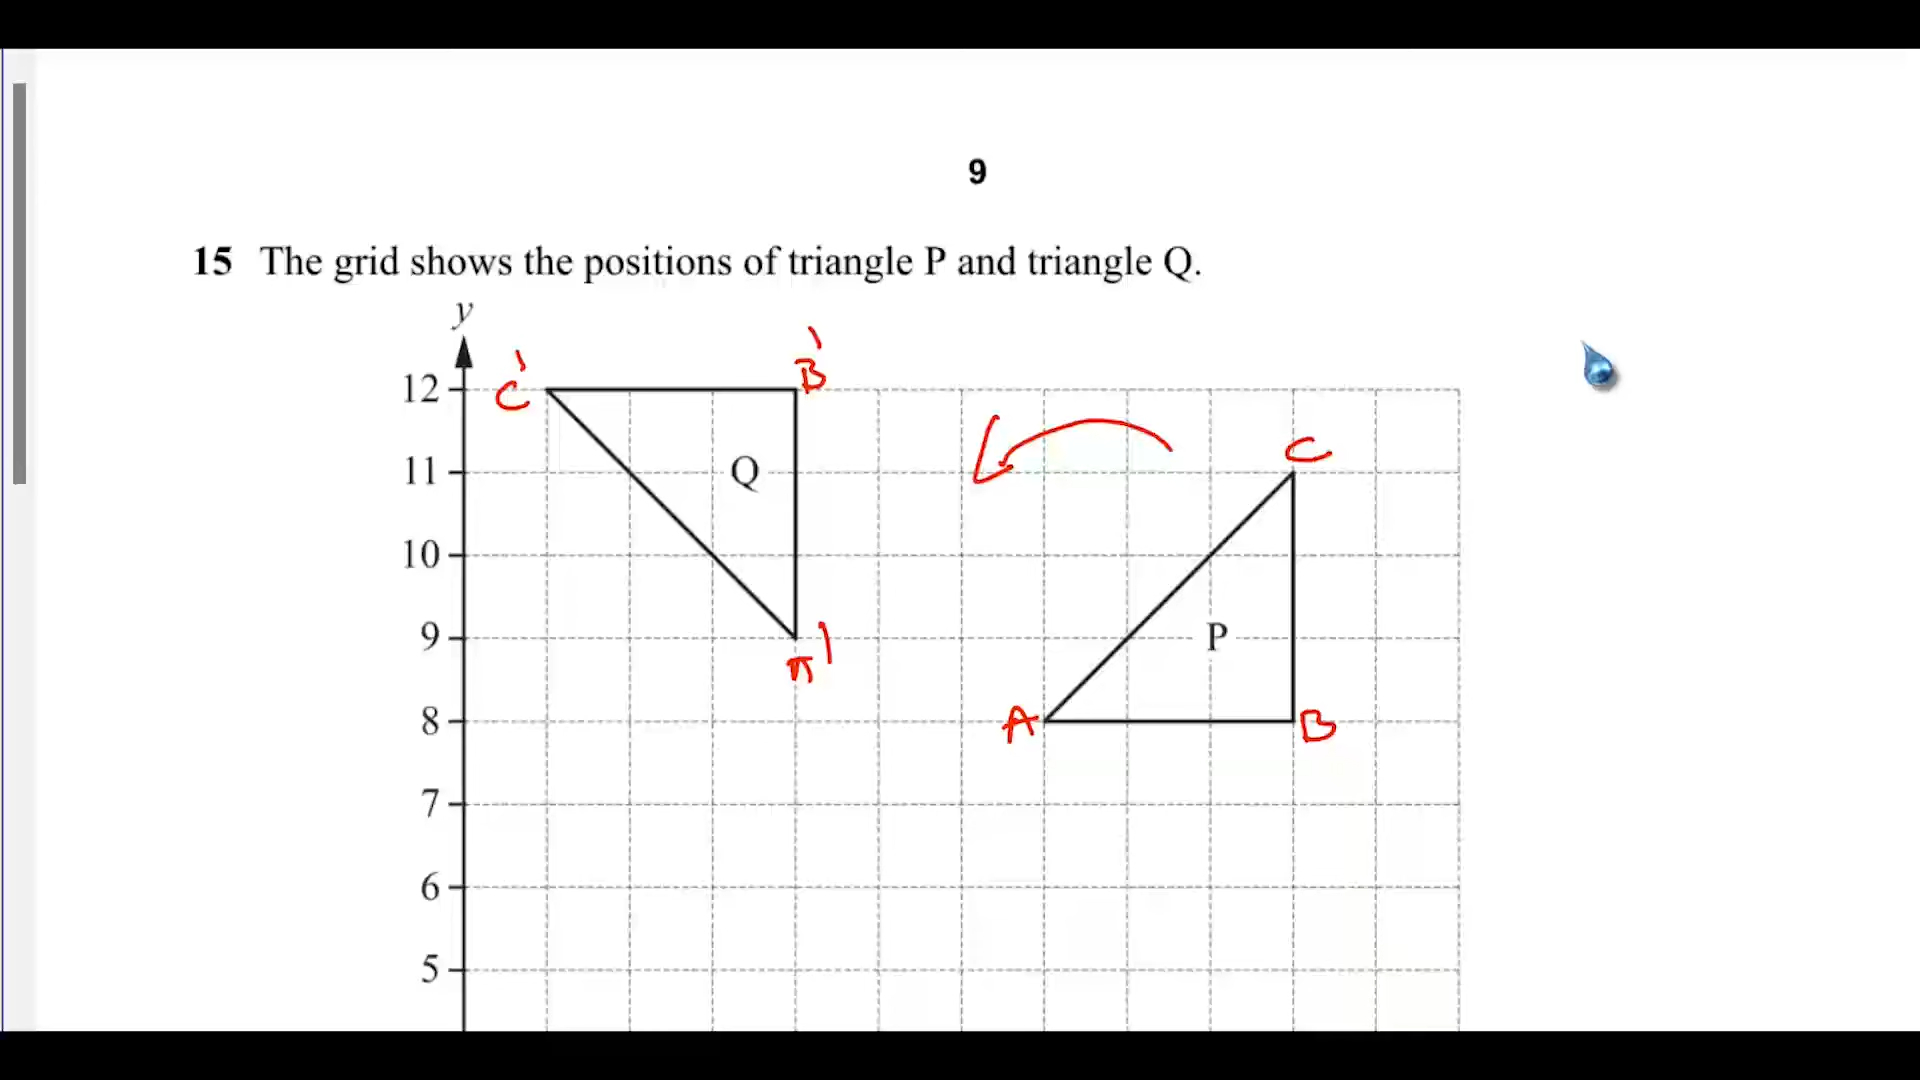 9
15 The grid shows the positions of triangle P and triangle Q.
y
C' B'
12
C
Q
11
10
9
P
A'
A B
8
7
6
5